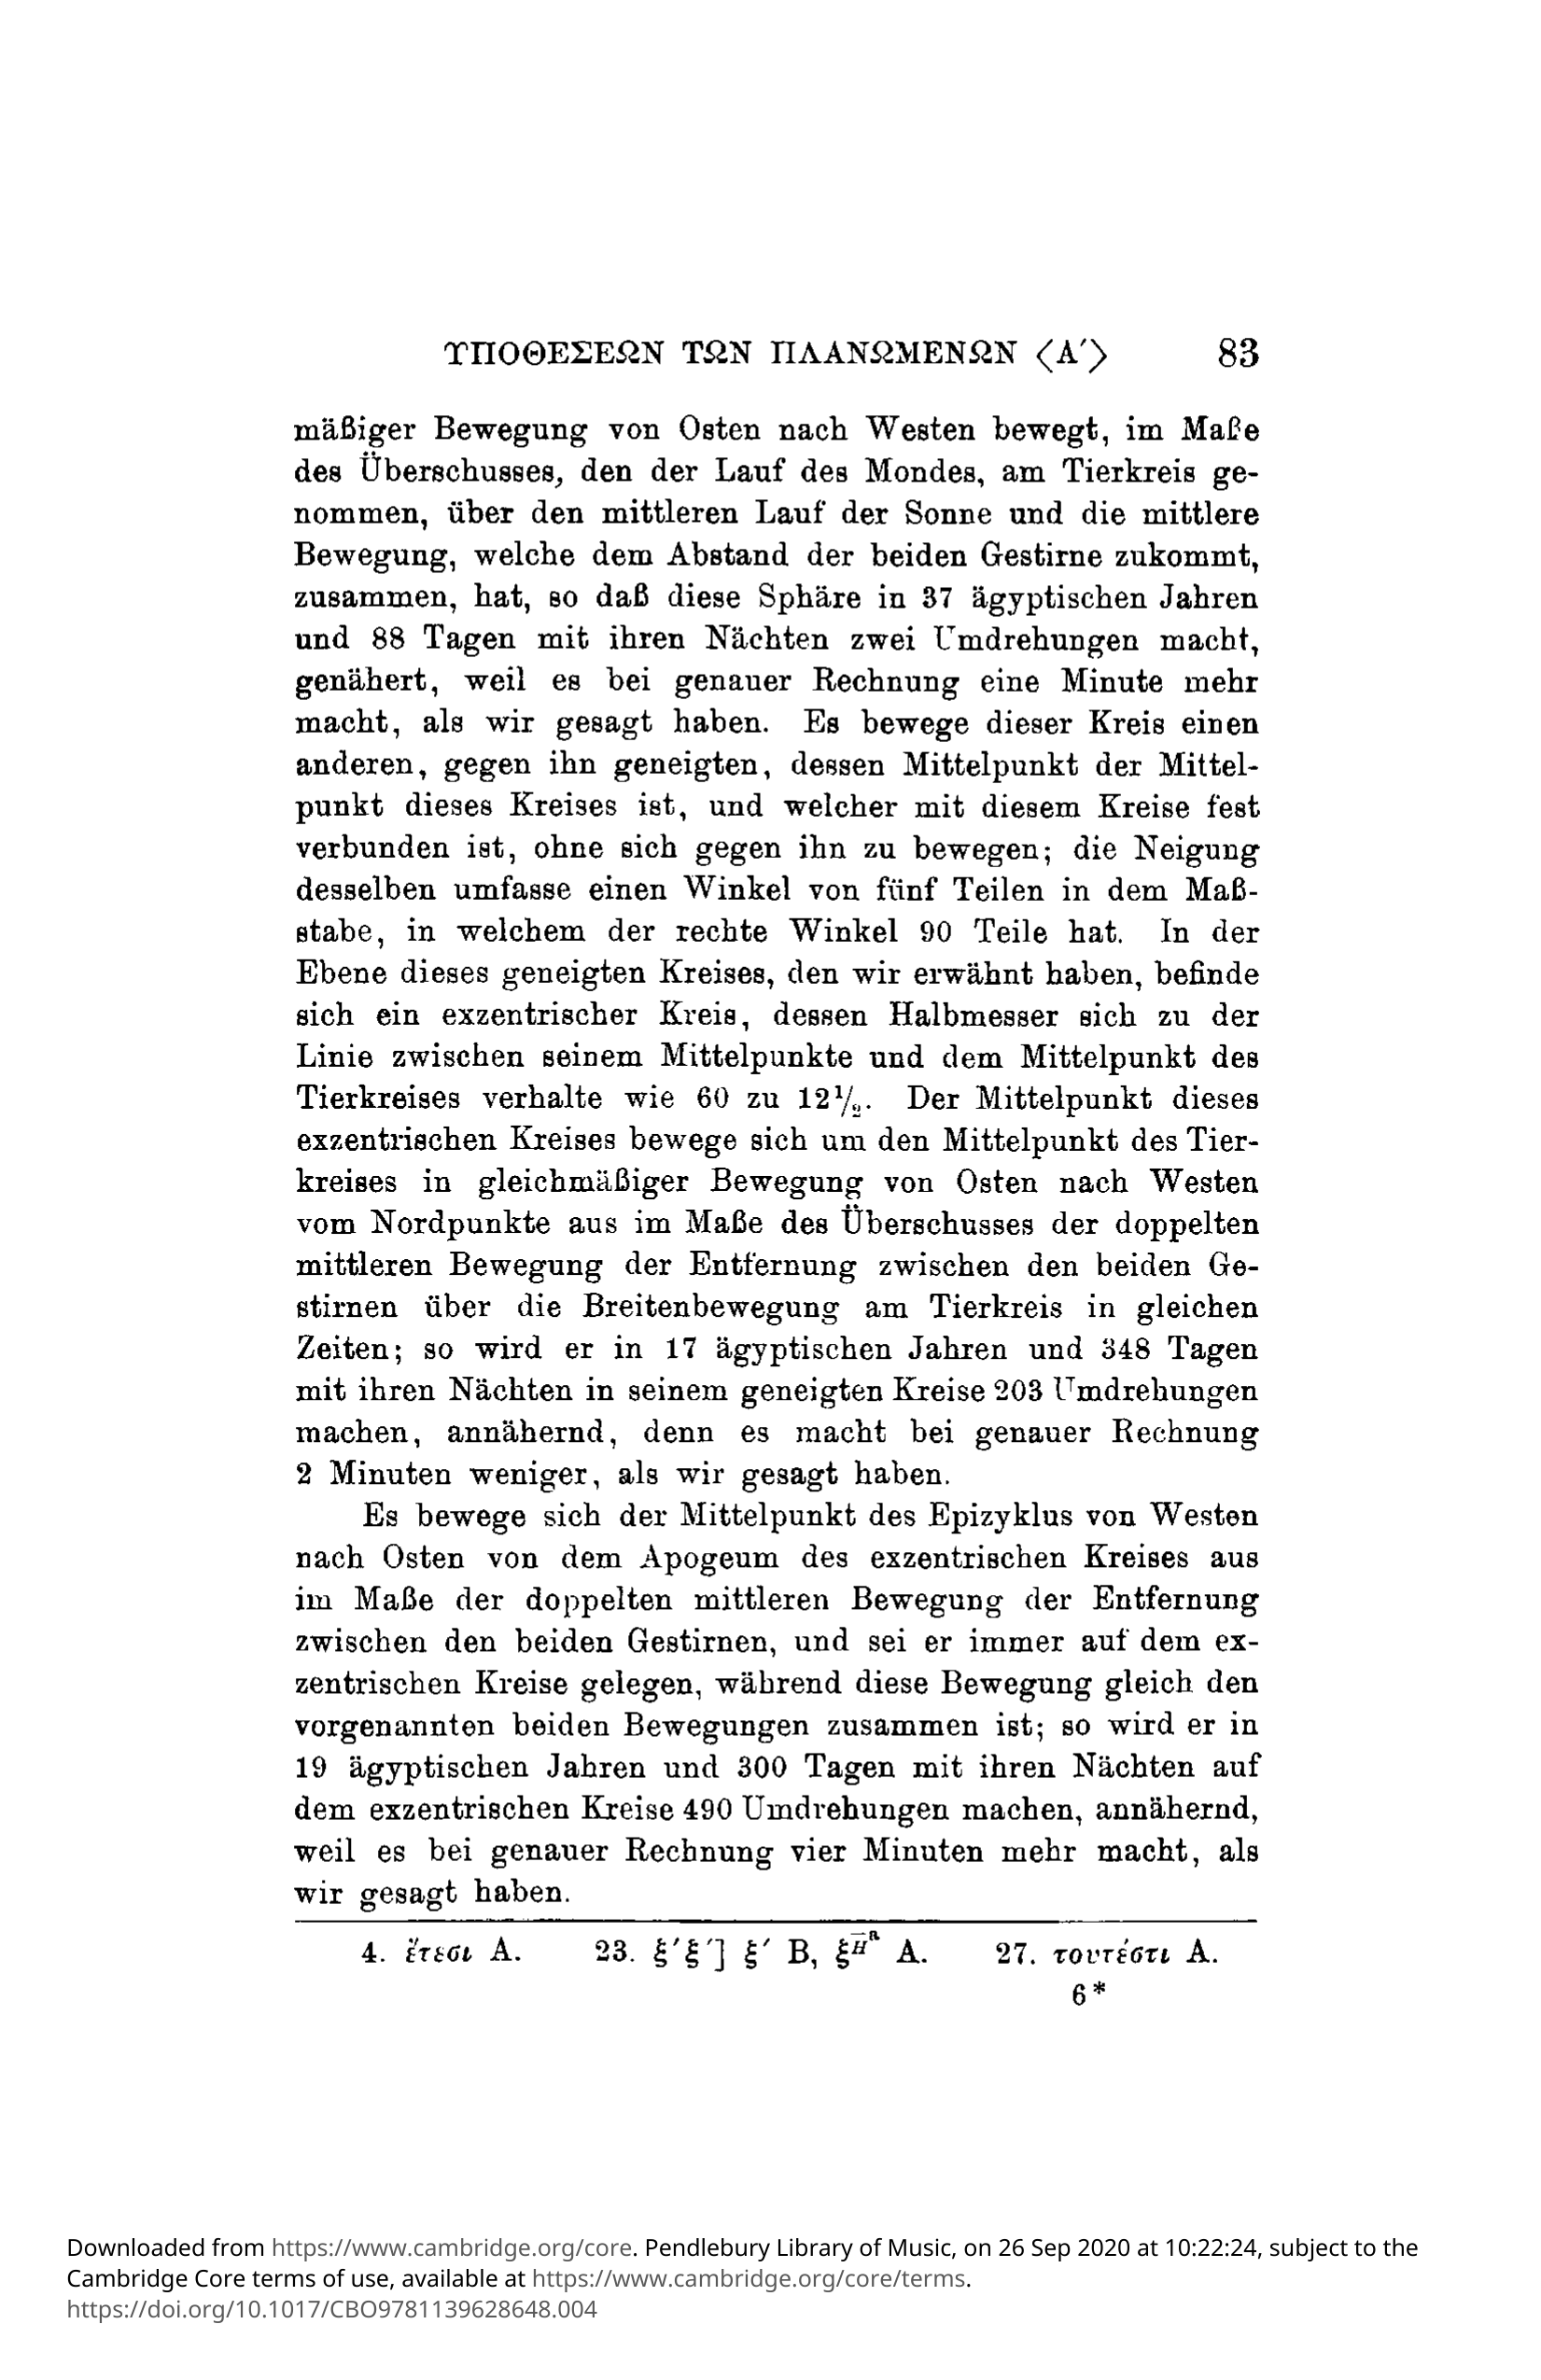 ΥΠΟΘΕΣΕΩΝ ΤΩΝ ΠΛΑΝΩΜΕΝΩΝ ⟨Α′⟩ 83
mäßiger Bewegung von Osten nach Westen bewegt, im Maße
des Überschusses, den der Lauf des Mondes, am Tierkreis ge-
nommen, über den mittleren Lauf der Sonne und die mittlere
Bewegung, welche dem Abstand der beiden Gestirne zukommt,
zusammen, hat, so daß diese Sphäre in 37 ägyptischen Jahren
und 88 Tagen mit ihren Nächten zwei Umdrehungen macht,
genähert, weil es bei genauer Rechnung eine Minute mehr
macht, als wir gesagt haben. Es bewege dieser Kreis einen
anderen, gegen ihn geneigten, dessen Mittelpunkt der Mittel-
punkt dieses Kreises ist, und welcher mit diesem Kreise fest
verbunden ist, ohne sich gegen ihn zu bewegen; die Neigung
desselben umfasse einen Winkel von fünf Teilen in dem Maß-
stabe, in welchem der rechte Winkel 90 Teile hat. In der
Ebene dieses geneigten Kreises, den wir erwähnt haben, befinde
sich ein exzentrischer Kreis, dessen Halbmesser sich zu der
Linie zwischen seinem Mittelpunkte und dem Mittelpunkt des
Tierkreises verhalte wie 60 zu 12½. Der Mittelpunkt dieses
exzentrischen Kreises bewege sich um den Mittelpunkt des Tier-
kreises in gleichmäßiger Bewegung von Osten nach Westen
vom Nordpunkte aus im Maße des Überschusses der doppelten
mittleren Bewegung der Entfernung zwischen den beiden Ge-
stirnen über die Breitenbewegung am Tierkreis in gleichen
Zeiten; so wird er in 17 ägyptischen Jahren und 348 Tagen
mit ihren Nächten in seinem geneigten Kreise 203 Umdrehungen
machen, annähernd, denn es macht bei genauer Rechnung
2 Minuten weniger, als wir gesagt haben.
Es bewege sich der Mittelpunkt des Epizyklus von Westen
nach Osten von dem Apogeum des exzentrischen Kreises aus
im Maße der doppelten mittleren Bewegung der Entfernung
zwischen den beiden Gestirnen, und sei er immer auf dem ex-
zentrischen Kreise gelegen, während diese Bewegung gleich den
vorgenannten beiden Bewegungen zusammen ist; so wird er in
19 ägyptischen Jahren und 300 Tagen mit ihren Nächten auf
dem exzentrischen Kreise 490 Umdrehungen machen, annähernd,
weil es bei genauer Rechnung vier Minuten mehr macht, als
wir gesagt haben.
4. ἔτεσι A. 23. ξ′ξ′] ξ′ B, A. 27. τουτέστι A.
6*
Downloaded from https://www.cambridge.org/core. Pendlebury Library of Music, on 26 Sep 2020 at 10:22:24, subject to the
Cambridge Core terms of use, available at https://www.cambridge.org/core/terms.
https://doi.org/10.1017/CBO9781139628648.004